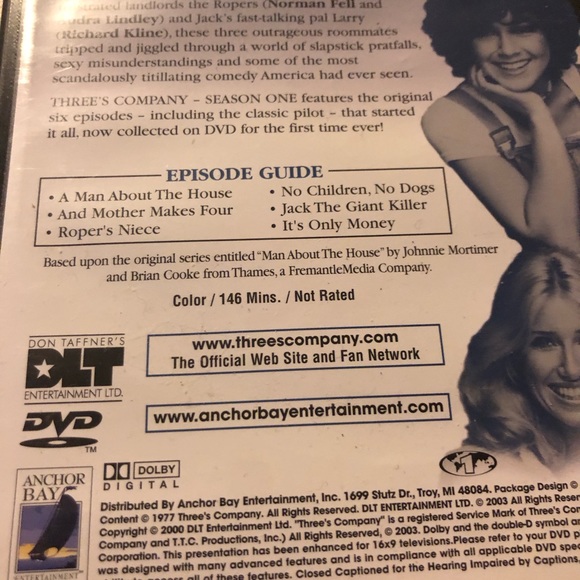 landlords the Ropers (Norman Fell and
Lindley) and Jack's fast-talking pal Larry
(Richard Kline), these three outrageous roommates
tripped and jiggled through a world of slapstick pratfalls,
sexy misunderstandings and some of the most
scandalously titillating comedy America had ever seen.
THREE'S COMPANY – SEASON ONE features the original
six episodes – including the classic pilot – that started
it all, now collected on DVD for the first time ever!
EPISODE GUIDE
• A Man About The House
• And Mother Makes Four
• Roper's Niece
• No Children, No Dogs
• Jack The Giant Killer
• It's Only Money
Based upon the original series entitled "Man About The House" by Johnnie Mortimer
and Brian Cooke from Thames, a FremantleMedia Company.
Color / 146 Mins. / Not Rated
DON TAFFNER'S
DLT
ENTERTAINMENT LTD.
www.threescompany.com
The Official Web Site and Fan Network
DVD
TM
www.anchorbayentertainment.com
DOLBY
DIGITAL
1
ANCHOR
BAY
ENTERTAINMENT
Distributed By Anchor Bay Entertainment, Inc. 1699 Stutz Dr., Troy, MI 48084. Package Design ©
Content © 1977 Three's Company. All Rights Reserved. DLT ENTERTAINMENT LTD. © 2003 All Rights Reser
Copyright © 2000 DLT Entertainment Ltd. "Three's Company" is a registered Service Mark of Three's Com
Company and T.T.C. Productions, Inc.) All Rights Reserved, © 2003. Dolby and the double-D symbol a
Corporation. This presentation has been enhanced for 16x9 televisions. Please refer to your DVD p
was designed with many advanced features and is in compliance with all applicable DVD spe
access all of these features. Closed Captioned for the Hearing Impaired by Captions,